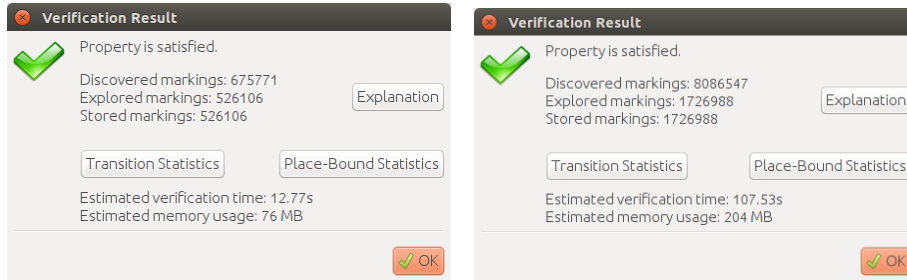 Verification Result
Property is satisfied.
Discovered markings: 675771
Explored markings: 526106
Stored markings: 526106
Explanation
Transition Statistics
Place-Bound Statistics
Estimated verification time: 12.77s
Estimated memory usage: 76 MB
OK
Verification Result
Property is satisfied.
Discovered markings: 8086547
Explored markings: 1726988
Stored markings: 1726988
Explanation
Transition Statistics
Place-Bound Statistics
Estimated verification time: 107.53s
Estimated memory usage: 204 MB
OK